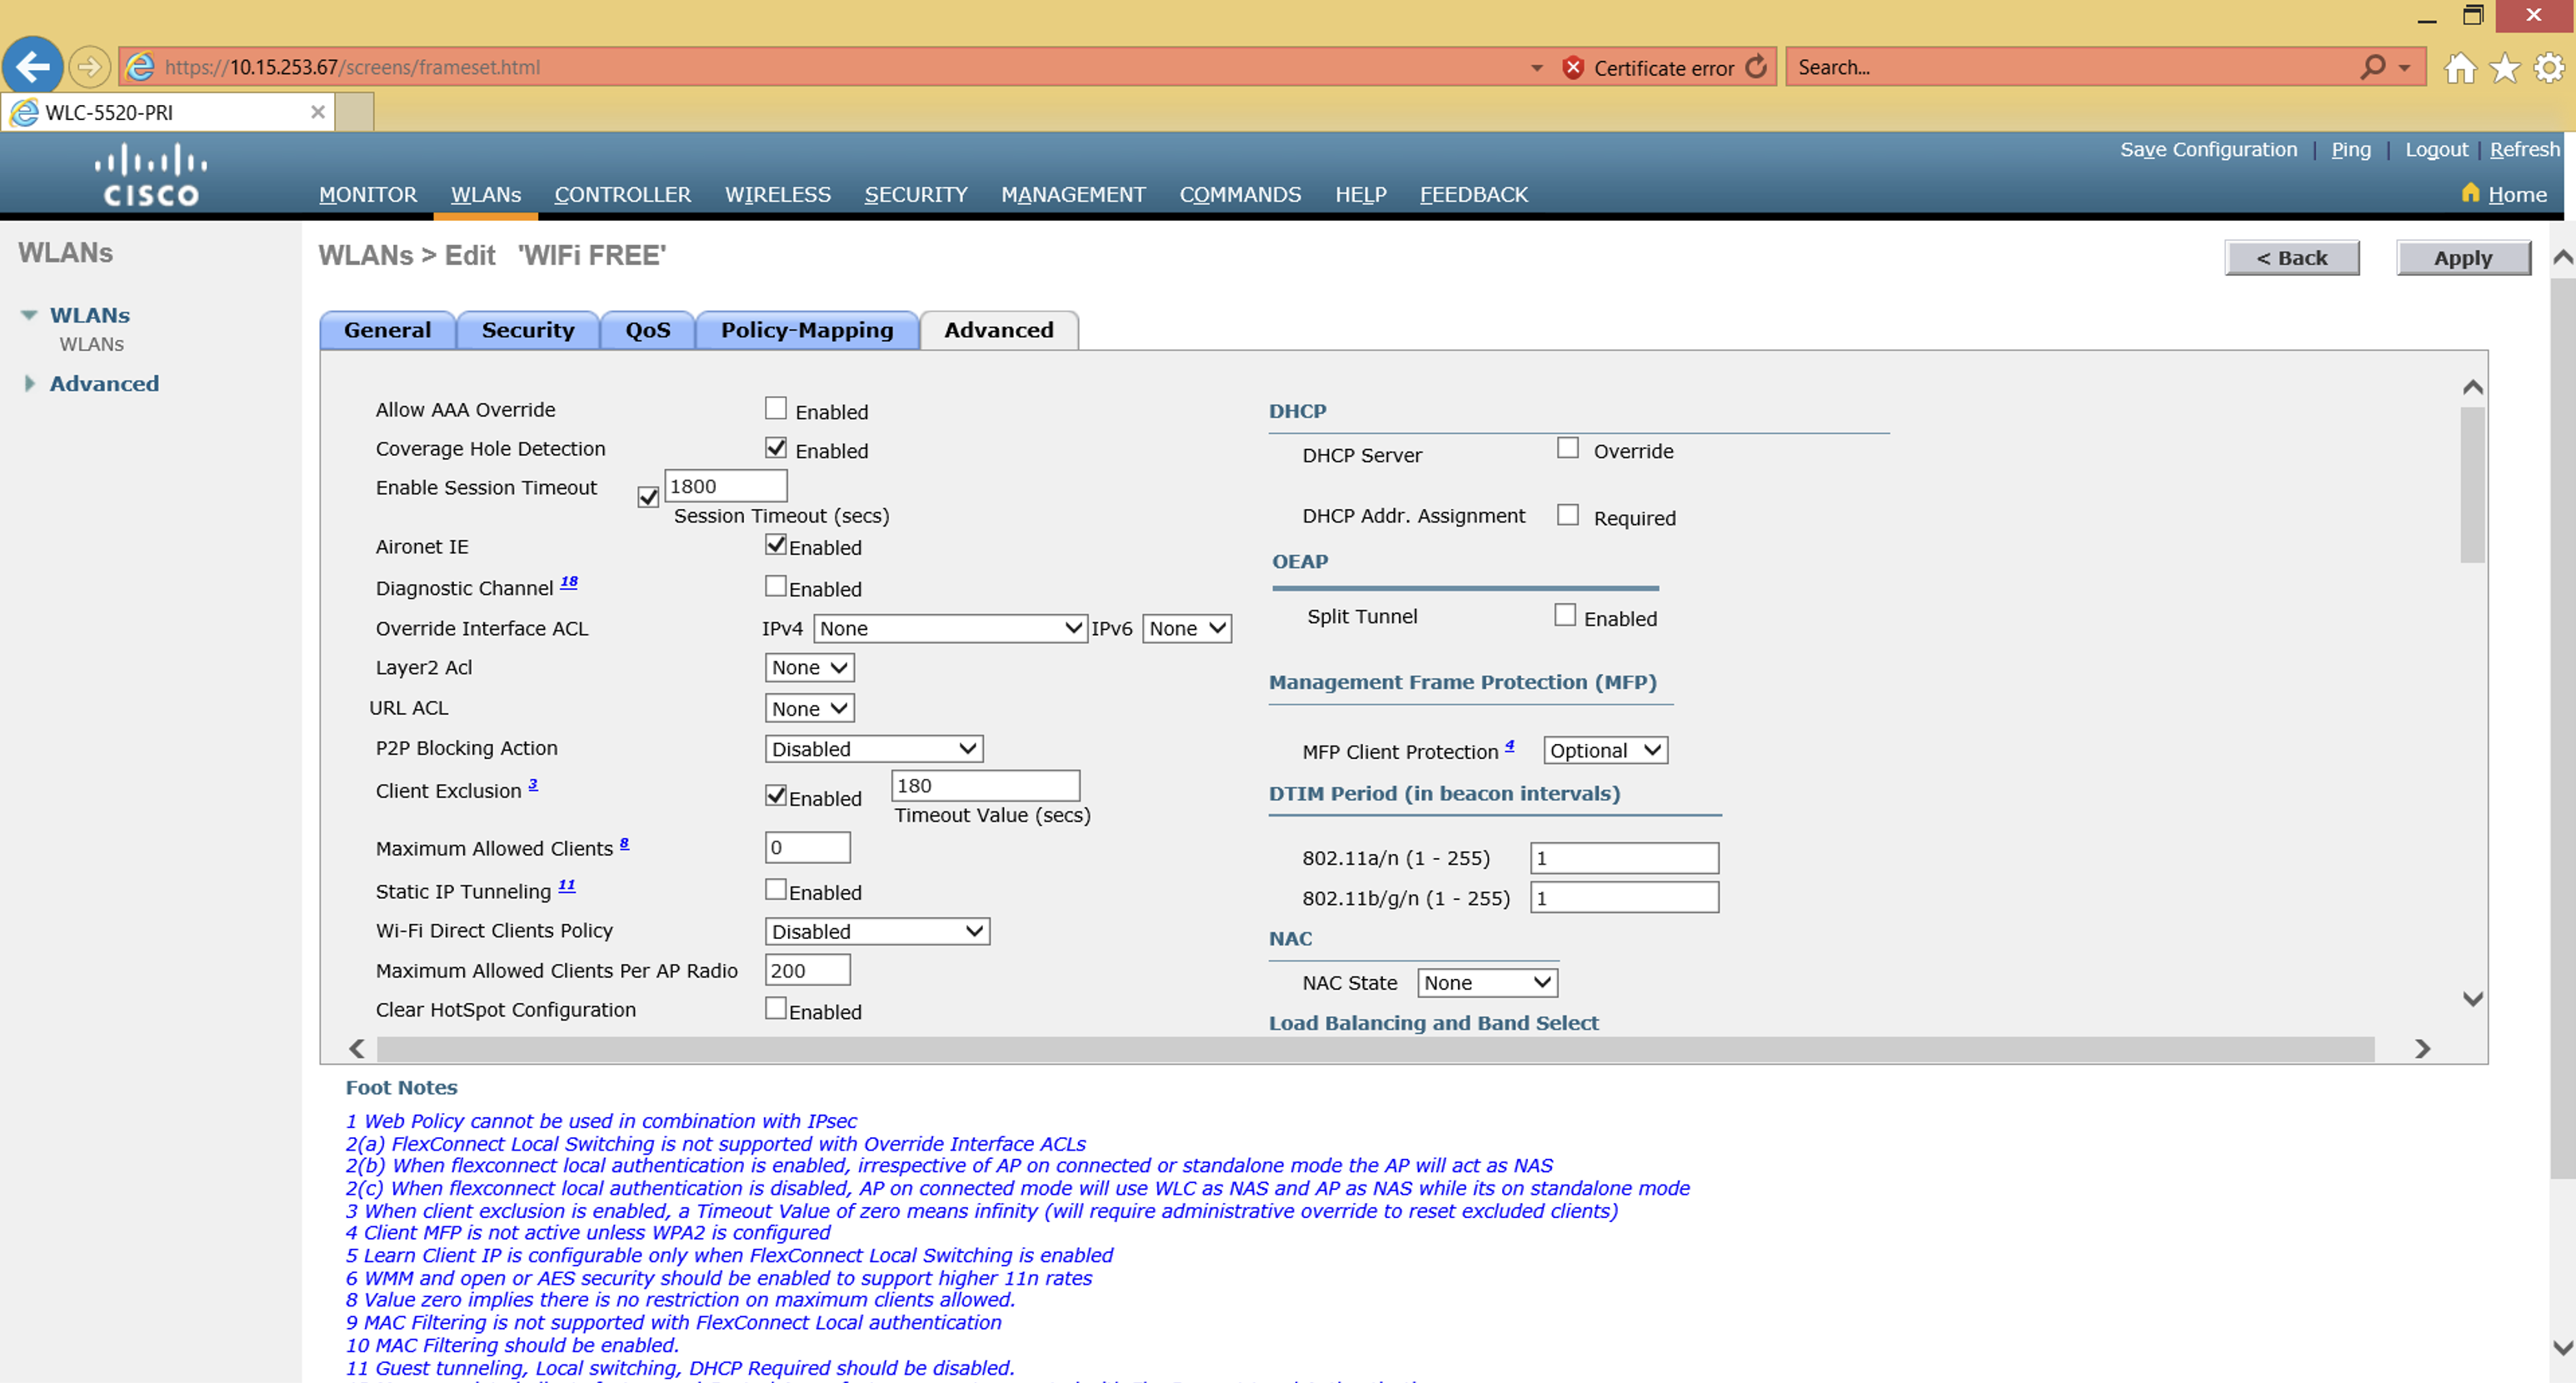 https://10.15.253.67/screens/frameset.html
Certificate error
Search...
WLC-5520-PRI
Save Configuration | Ping | Logout | Refresh
CISCO
MONITOR WLANs CONTROLLER WIRELESS SECURITY MANAGEMENT COMMANDS HELP FEEDBACK
Home
WLANs
WLANs
WLANs
Advanced
WLANs > Edit 'WIFi FREE'
< Back
Apply
General Security QoS Policy-Mapping Advanced
Allow AAA Override Enabled
Coverage Hole Detection Enabled
Enable Session Timeout 1800
Session Timeout (secs)
Aironet IE Enabled
Diagnostic Channel 18 Enabled
Override Interface ACL IPv4 None IPv6 None
Layer2 Acl None
URL ACL None
P2P Blocking Action Disabled
Client Exclusion 3 Enabled 180
Timeout Value (secs)
Maximum Allowed Clients 8 0
Static IP Tunneling 11 Enabled
Wi-Fi Direct Clients Policy Disabled
Maximum Allowed Clients Per AP Radio 200
Clear HotSpot Configuration Enabled
DHCP
DHCP Server Override
DHCP Addr. Assignment Required
OEAP
Split Tunnel Enabled
Management Frame Protection (MFP)
MFP Client Protection 4 Optional
DTIM Period (in beacon intervals)
802.11a/n (1 - 255) 1
802.11b/g/n (1 - 255) 1
NAC
NAC State None
Load Balancing and Band Select
Foot Notes
1 Web Policy cannot be used in combination with IPsec
2(a) FlexConnect Local Switching is not supported with Override Interface ACLs
2(b) When flexconnect local authentication is enabled, irrespective of AP on connected or standalone mode the AP will act as NAS
2(c) When flexconnect local authentication is disabled, AP on connected mode will use WLC as NAS and AP as NAS while its on standalone mode
3 When client exclusion is enabled, a Timeout Value of zero means infinity (will require administrative override to reset excluded clients)
4 Client MFP is not active unless WPA2 is configured
5 Learn Client IP is configurable only when FlexConnect Local Switching is enabled
6 WMM and open or AES security should be enabled to support higher 11n rates
8 Value zero implies there is no restriction on maximum clients allowed.
9 MAC Filtering is not supported with FlexConnect Local authentication
10 MAC Filtering should be enabled.
11 Guest tunneling, Local switching, DHCP Required should be disabled.